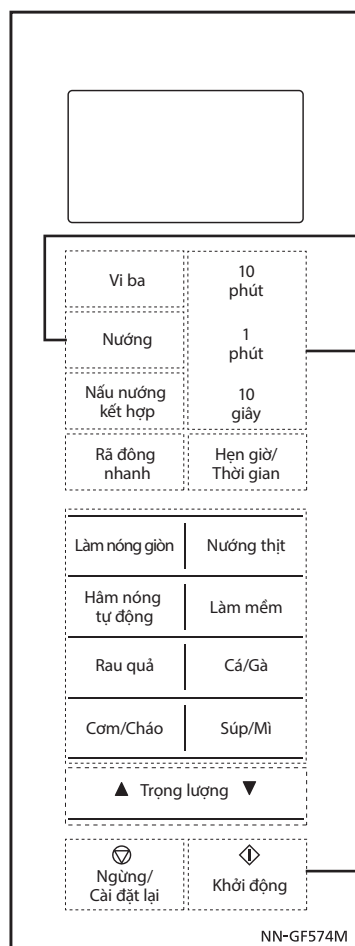 Vi ba
10
phút
Nướng
1
phút
Nấu nướng
kết hợp
10
giây
Rã đông
nhanh
Hẹn giờ/
Thời gian
Làm nóng giòn
Nướng thịt
Hâm nóng
tự động
Làm mềm
Rau quả
Cá/Gà
Cơm/Cháo
Súp/Mì
▲ Trọng lượng ▼
Ngừng/
Cài đặt lại
Khởi động
NN-GF574M